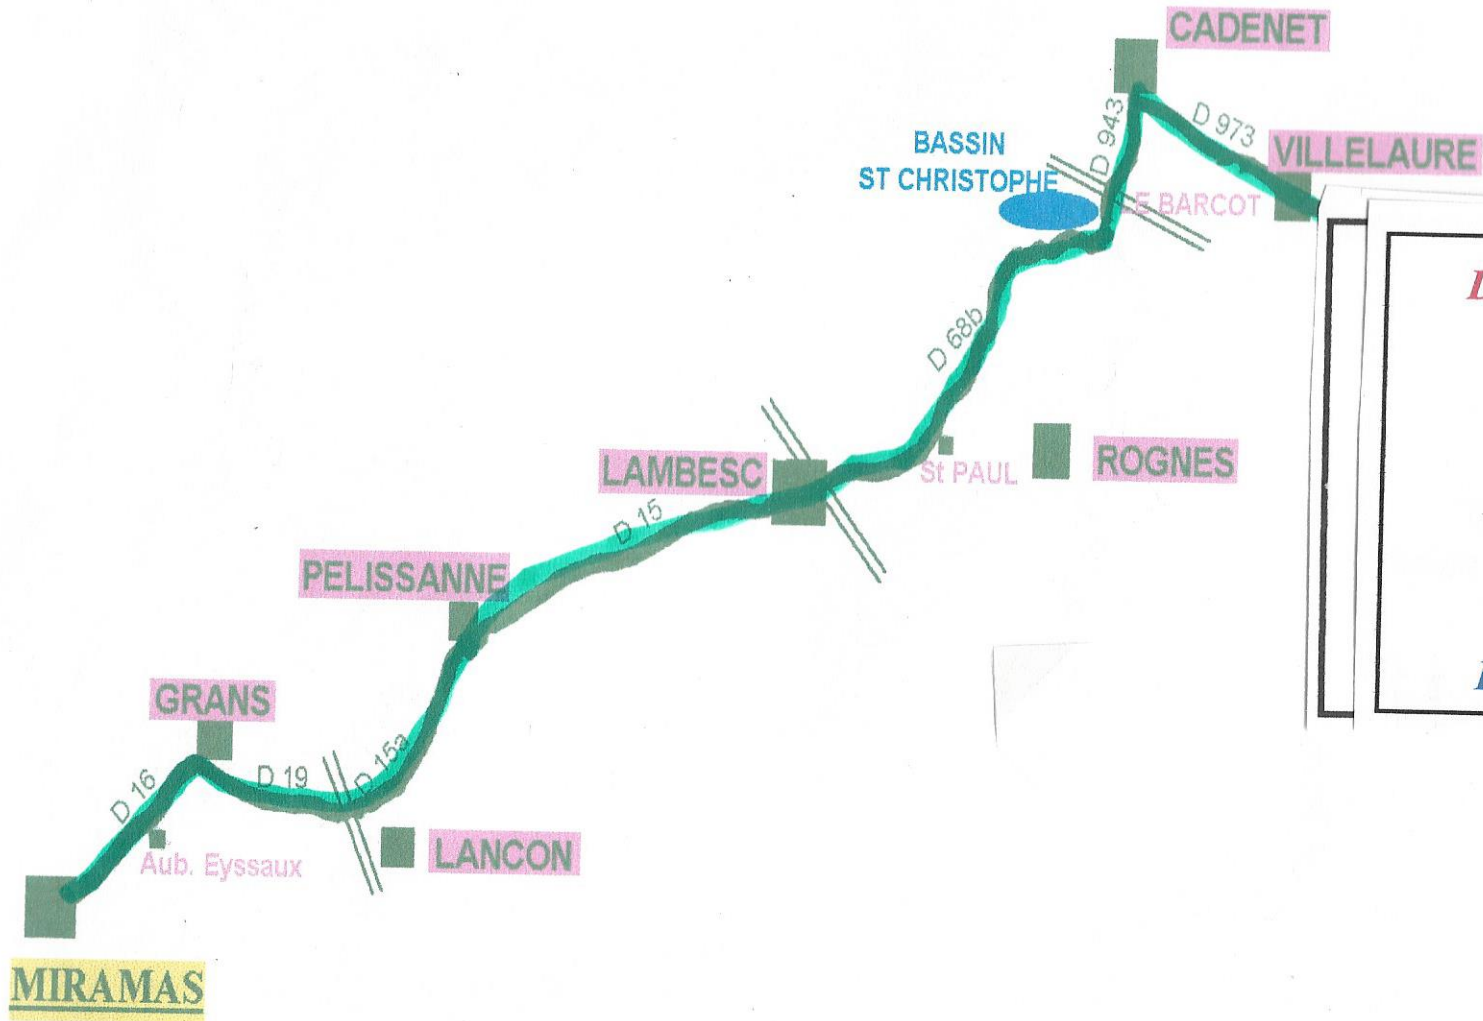 CADENET
D 943
D 973
BASSIN
ST CHRISTOPHE
VILLELAURE
LE BARCOT
D 68b
LAMBESC
St PAUL
ROGNES
D 15
PELISSANNE
GRANS
D 16
D 19
D 15a
Aub. Eyssaux
LANCON
MIRAMAS